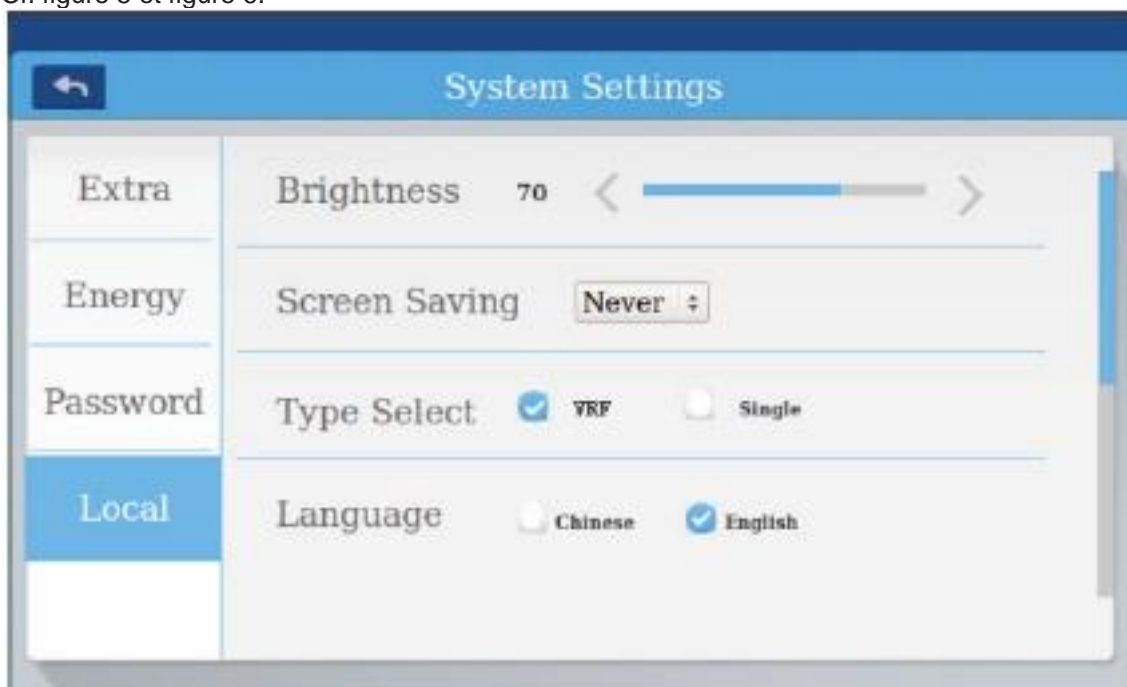 System Settings
Extra
Brightness 70
Energy
Screen Saving Never
Password
Type Select VRF Single
Local
Language Chinese English